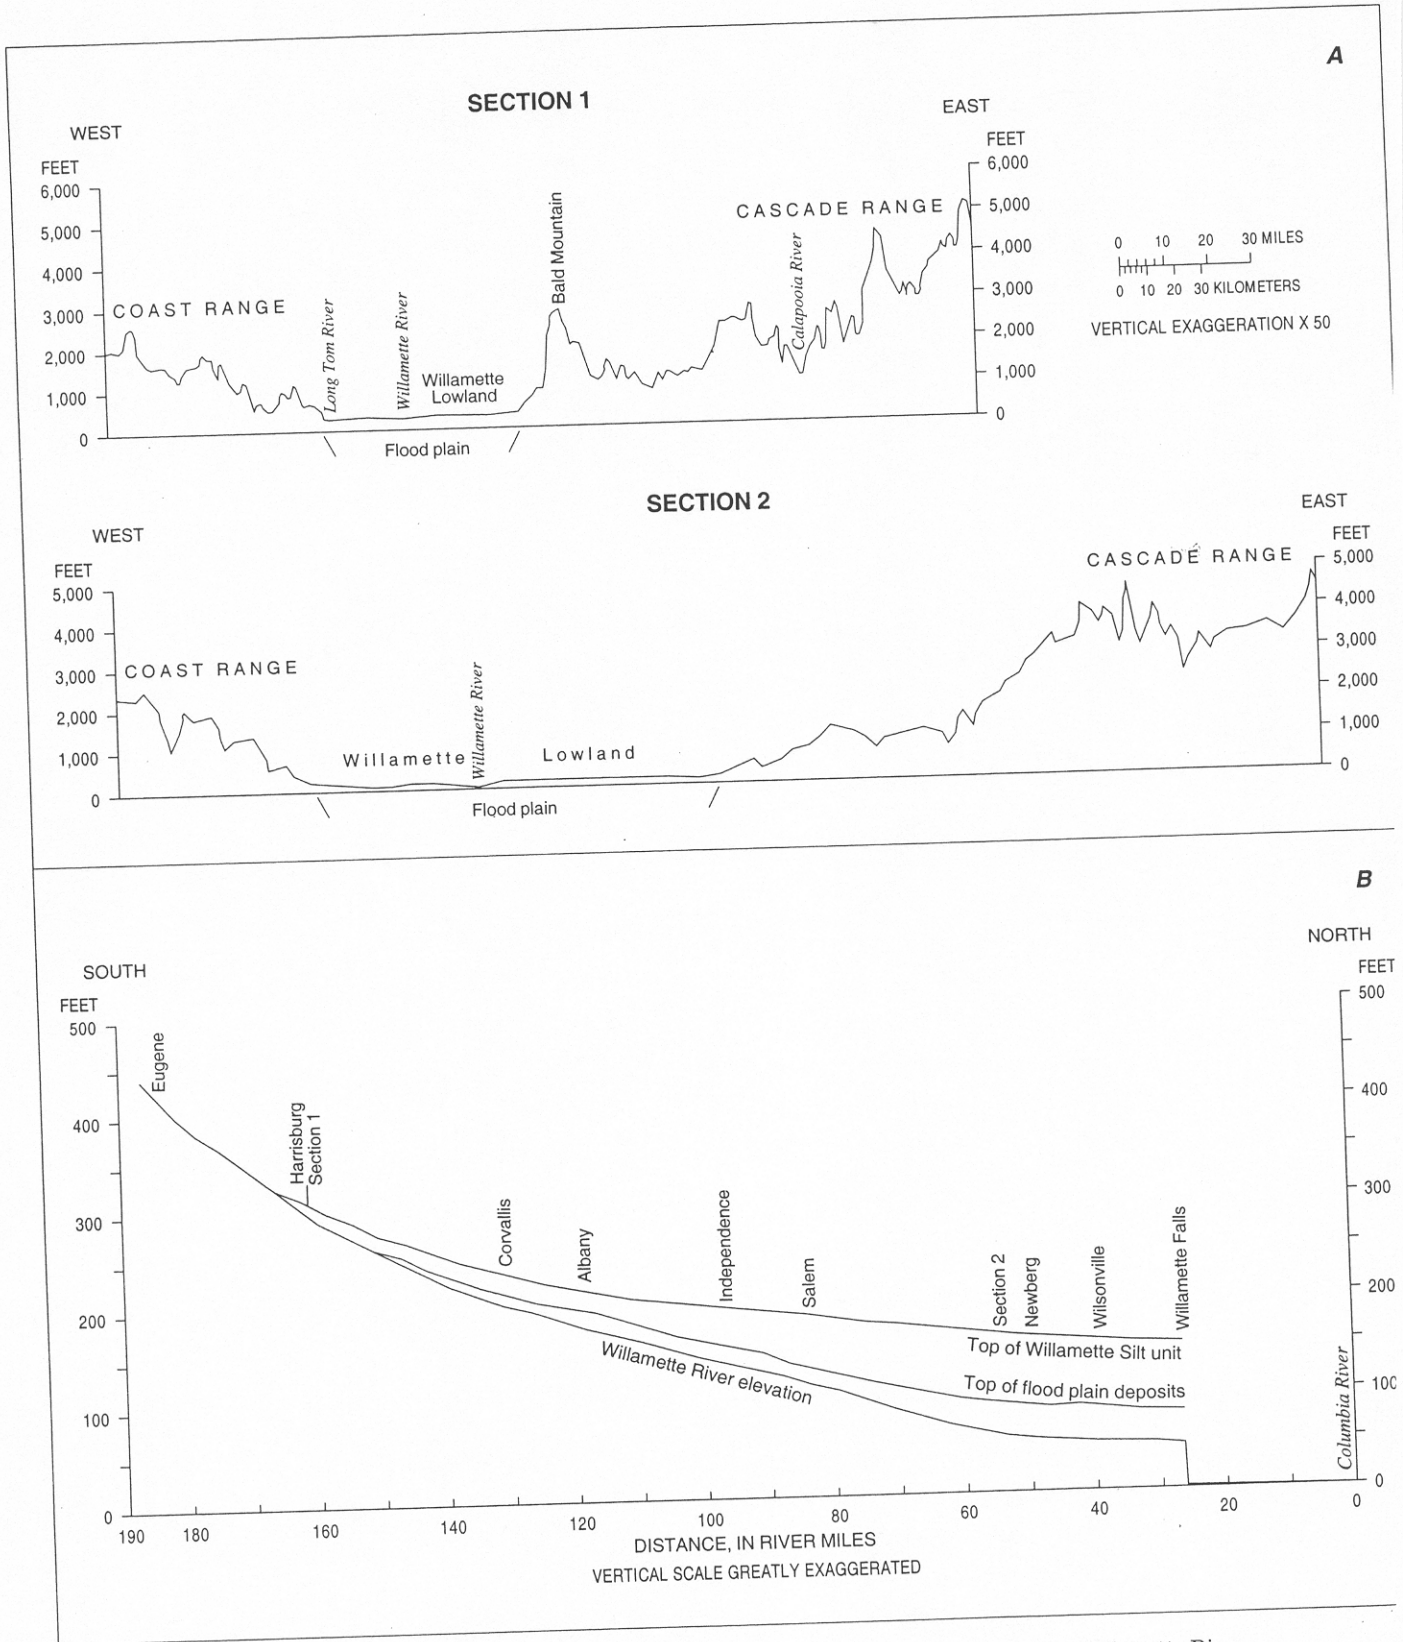 A
SECTION 1
WEST
EAST
FEET
FEET
6,000
5,000
4,000
3,000
2,000
1,000
0
COAST RANGE
Long Tom River
Willamette River
Willamette
Lowland
Flood plain
Bald Mountain
CASCADE RANGE
Calapooia River
6,000
5,000
4,000
3,000
2,000
1,000
0
0 10 20 30 MILES
0 10 20 30 KILOMETERS
VERTICAL EXAGGERATION X 50
SECTION 2
WEST
EAST
FEET
FEET
5,000
4,000
3,000
2,000
1,000
0
COAST RANGE
Willamette
Willamette River
Lowland
Flood plain
CASCADE RANGE
5,000
4,000
3,000
2,000
1,000
0
B
SOUTH
NORTH
FEET
FEET
500
400
300
200
100
0
Eugene
Harrisburg
Section 1
Corvallis
Albany
Independence
Salem
Section 2
Newberg
Wilsonville
Willamette Falls
Top of Willamette Silt unit
Top of flood plain deposits
Willamette River elevation
Columbia River
500
400
300
200
100
0
190 180 160 140 120 100 80 60 40 20 0
DISTANCE, IN RIVER MILES
VERTICAL SCALE GREATLY EXAGGERATED